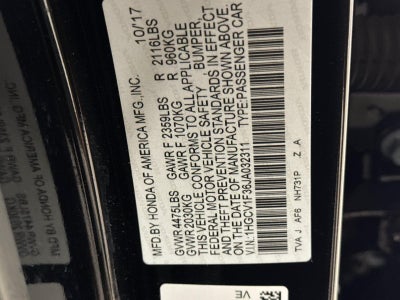 MFD. BY HONDA OF AMERICA MFG., INC. 10/17
GVWR 4475LBS GAWR F 2359LBS R 2116LBS
GVWR 2030KG GAWR F 1070KG R 960KG
THIS VEHICLE CONFORMS TO ALL APPLICABLE
FEDERAL MOTOR VEHICLE SAFETY, BUMPER,
AND THEFT PREVENTION STANDARDS IN EFFECT
ON THE DATE OF MANUFACTURE SHOWN ABOVE.
V.I.N:1HGCV1F36JA032311 TYPE:PASSENGER CAR
TVA J AF6 NH731P Z A
VE